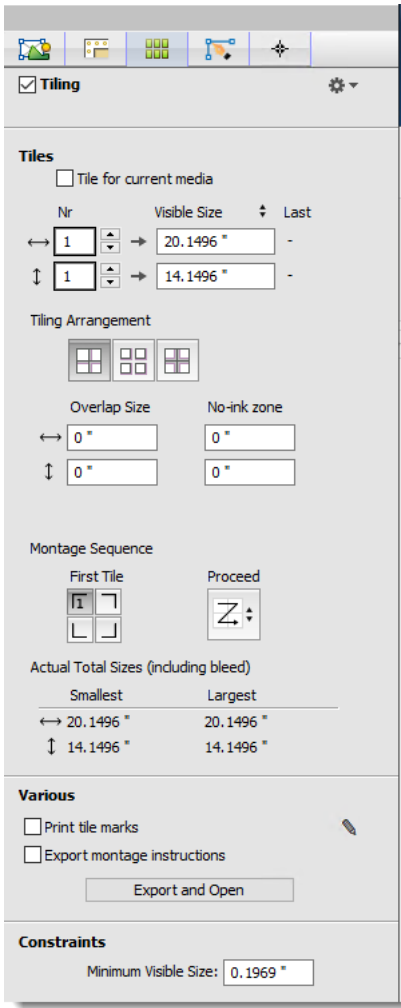 Tiling
Tiles
Tile for current media
Nr Visible Size Last
1 20.1496 " -
1 14.1496 " -
Tiling Arrangement
Overlap Size No-ink zone
0 " 0 "
0 " 0 "
Montage Sequence
First Tile Proceed
1
Actual Total Sizes (including bleed)
Smallest Largest
20.1496 " 20.1496 "
14.1496 " 14.1496 "
Various
Print tile marks
Export montage instructions
Export and Open
Constraints
Minimum Visible Size: 0.1969 "